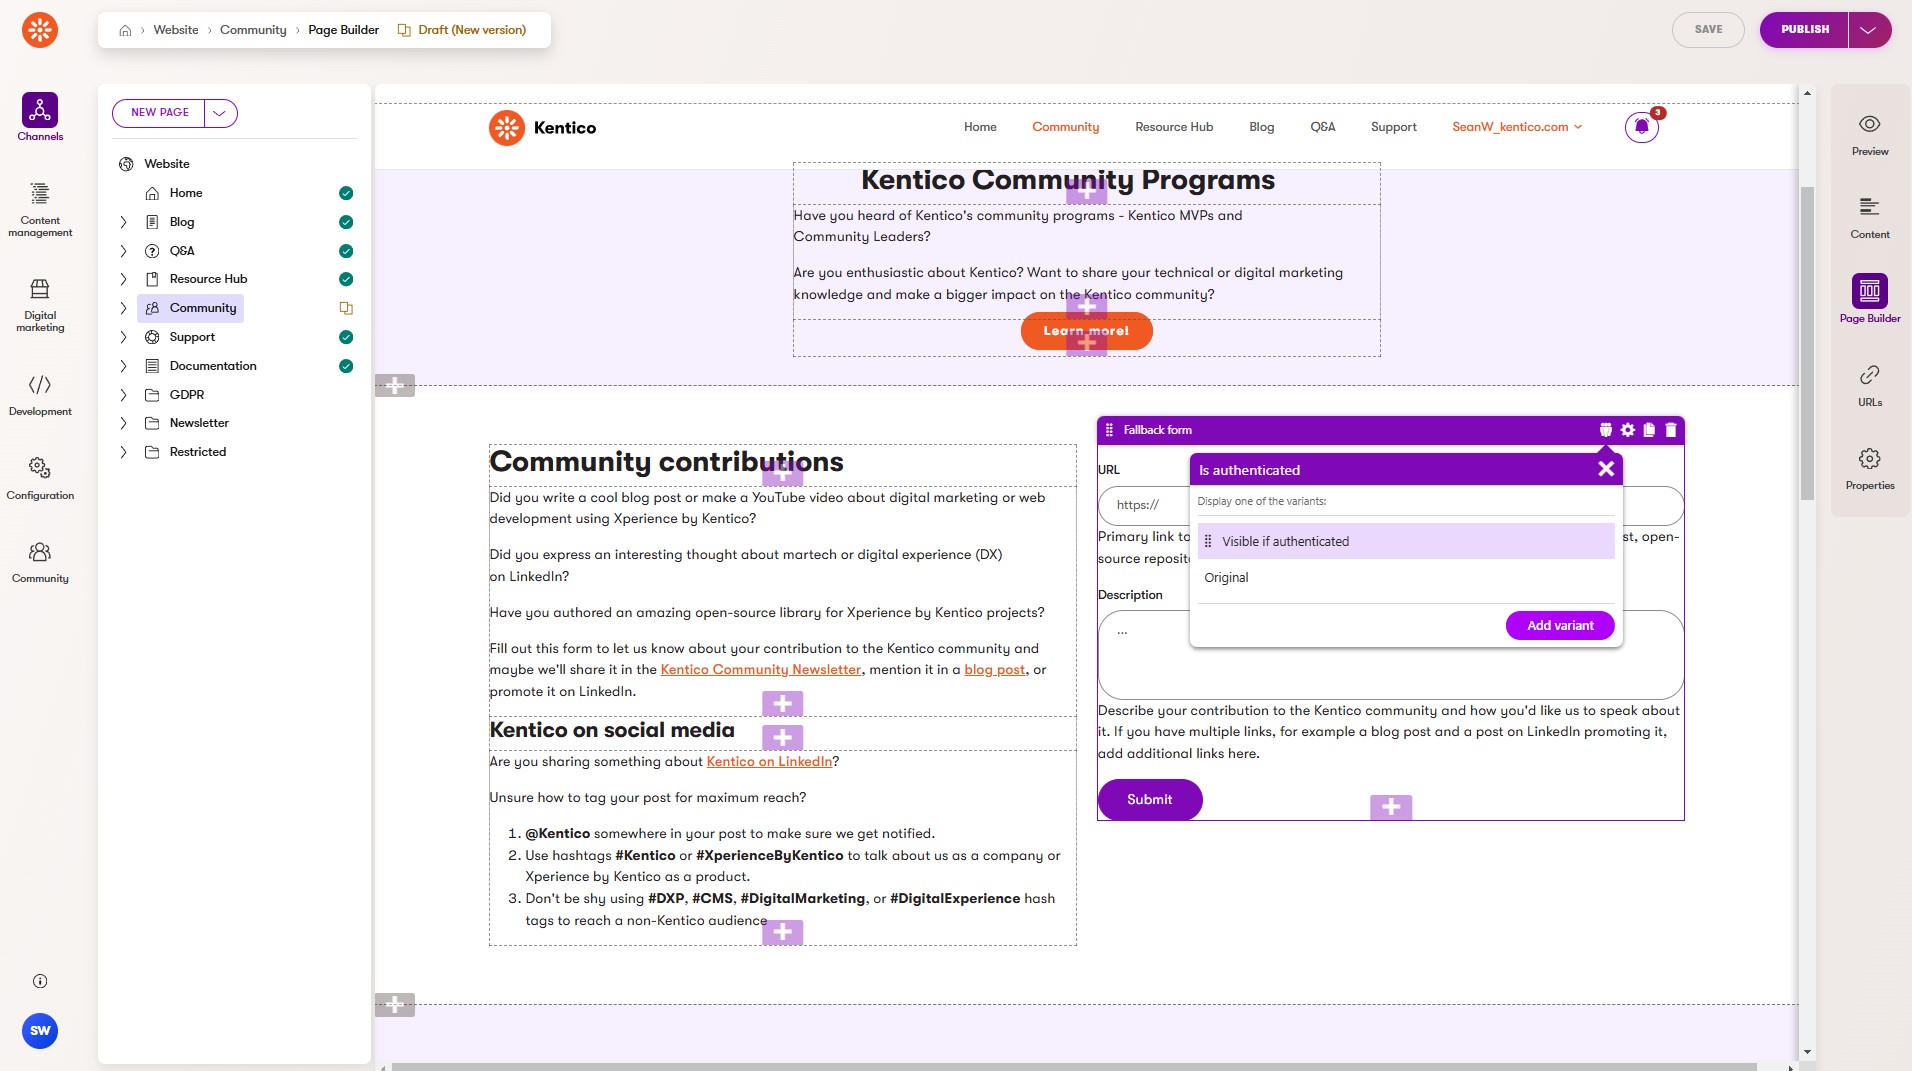 Website
Community
Page Builder
Draft (New version)
SAVE
PUBLISH
Channels
Content management
Digital marketing
Development
Configuration
Community
SW
NEW PAGE
Website
Home
Blog
Q&A
Resource Hub
Community
Support
Documentation
GDPR
Newsletter
Restricted
Kentico
Home
Community
Resource Hub
Blog
Q&A
Support
SeanW_kentico.com
3
Kentico Community Programs
Have you heard of Kentico's community programs - Kentico MVPs and
Community Leaders?
Are you enthusiastic about Kentico? Want to share your technical or digital marketing
knowledge and make a bigger impact on the Kentico community?
Learn more!
Community contributions
Did you write a cool blog post or make a YouTube video about digital marketing or web
development using Xperience by Kentico?
Did you express an interesting thought about martech or digital experience (DX)
on LinkedIn?
Have you authored an amazing open-source library for Xperience by Kentico projects?
Fill out this form to let us know about your contribution to the Kentico community and
maybe we'll share it in the Kentico Community Newsletter, mention it in a blog post, or
promote it on LinkedIn.
Kentico on social media
Are you sharing something about Kentico on LinkedIn?
Unsure how to tag your post for maximum reach?
1. @Kentico somewhere in your post to make sure we get notified.
2. Use hashtags #Kentico or #XperienceByKentico to talk about us as a company or
Xperience by Kentico as a product.
3. Don't be shy using #DXP, #CMS, #DigitalMarketing, or #DigitalExperience hash
tags to reach a non-Kentico audience
Fallback form
URL
https://
Primary link to
st, open-
source reposit
Description
...
Is authenticated
Display one of the variants:
Visible if authenticated
Original
Add variant
Describe your contribution to the Kentico community and how you'd like us to speak about
it. If you have multiple links, for example a blog post and a post on LinkedIn promoting it,
add additional links here.
Submit
Preview
Content
Page Builder
URLs
Properties